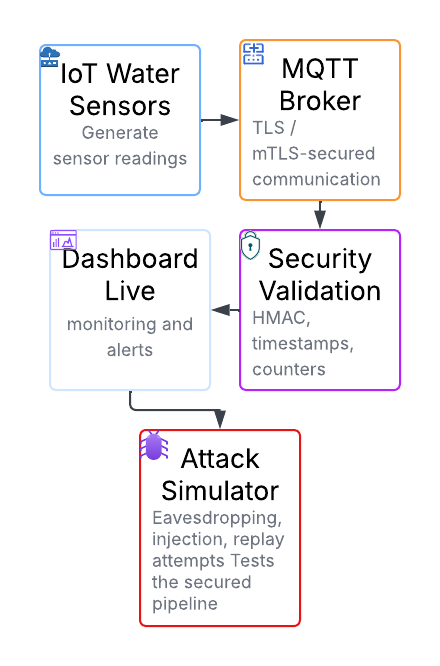 IoT Water
Sensors
Generate
sensor readings
MQTT
Broker
TLS /
mTLS-secured
communication
Dashboard
Live
monitoring and
alerts
Security
Validation
HMAC,
timestamps,
counters
Attack
Simulator
Eavesdropping,
injection, replay
attempts Tests
the secured
pipeline